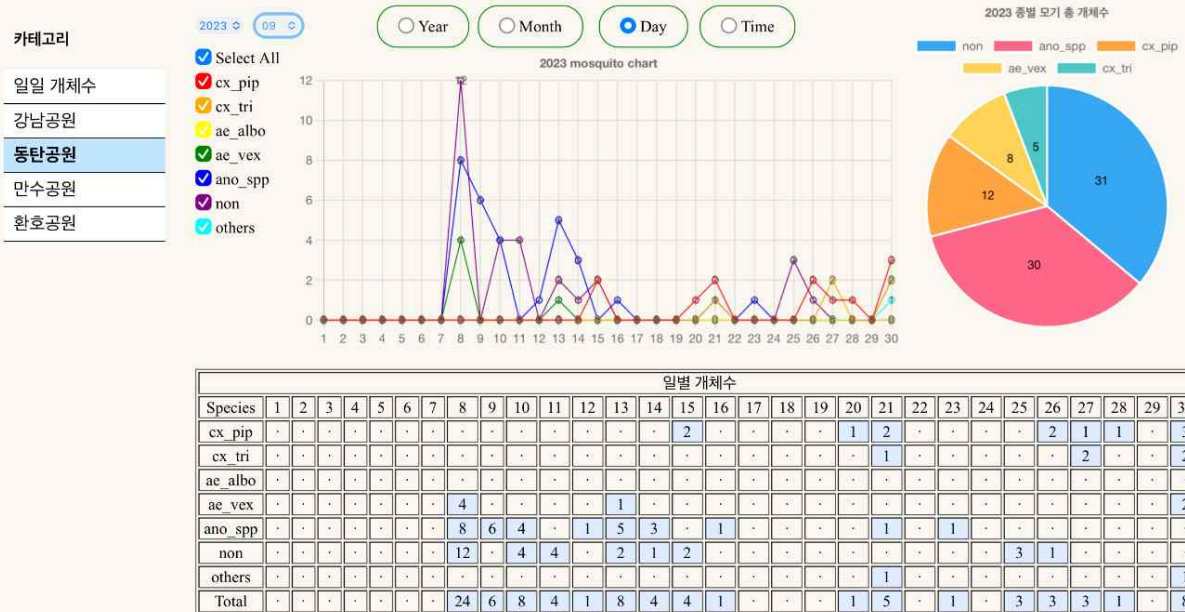 카테고리
일일 개체수
강남공원
동탄공원
만수공원
환호공원
2023 09
Year Month Day Time
Select All
cx_pip
cx_tri
ae_albo
ae_vex
ano_spp
non
others
2023 mosquito chart
12
10
8
6
4
2
0
1 2 3 4 5 6 7 8 9 10 11 12 13 14 15 16 17 18 19 20 21 22 23 24 25 26 27 28 29 30
2023 종별 모기 총 개체수
non ano_spp cx_pip
ae_vex cx_tri
5
8
31
12
30
일별 개체수
Species 1 2 3 4 5 6 7 8 9 10 11 12 13 14 15 16 17 18 19 20 21 22 23 24 25 26 27 28 29
cx_pip · · · · · · · · · · · · · · 2 · · · · 1 2 · · · · 2 1 1 · 3
cx_tri · · · · · · · · · · · · · · · · · · · · 1 · · · · · 2 · · 2
ae_albo · · · · · · · · · · · · · · · · · · · · · · · · · · · · ·
ae_vex · · · · · · · 4 · · · · 1 · · · · · · · · · · · · · · · · 2
ano_spp · · · · · · · 8 6 4 · 1 5 3 · 1 · · · · 1 · 1 · · · · · ·
non · · · · · · · 12 · 4 4 · 2 1 2 · · · · · · · · · 3 1 · · ·
others · · · · · · · · · · · · · · · · · · · · 1 · · · · · · · · 1
Total · · · · · · · 24 6 8 4 1 8 4 4 1 · · · 1 5 · 1 · 3 3 3 1 · 8